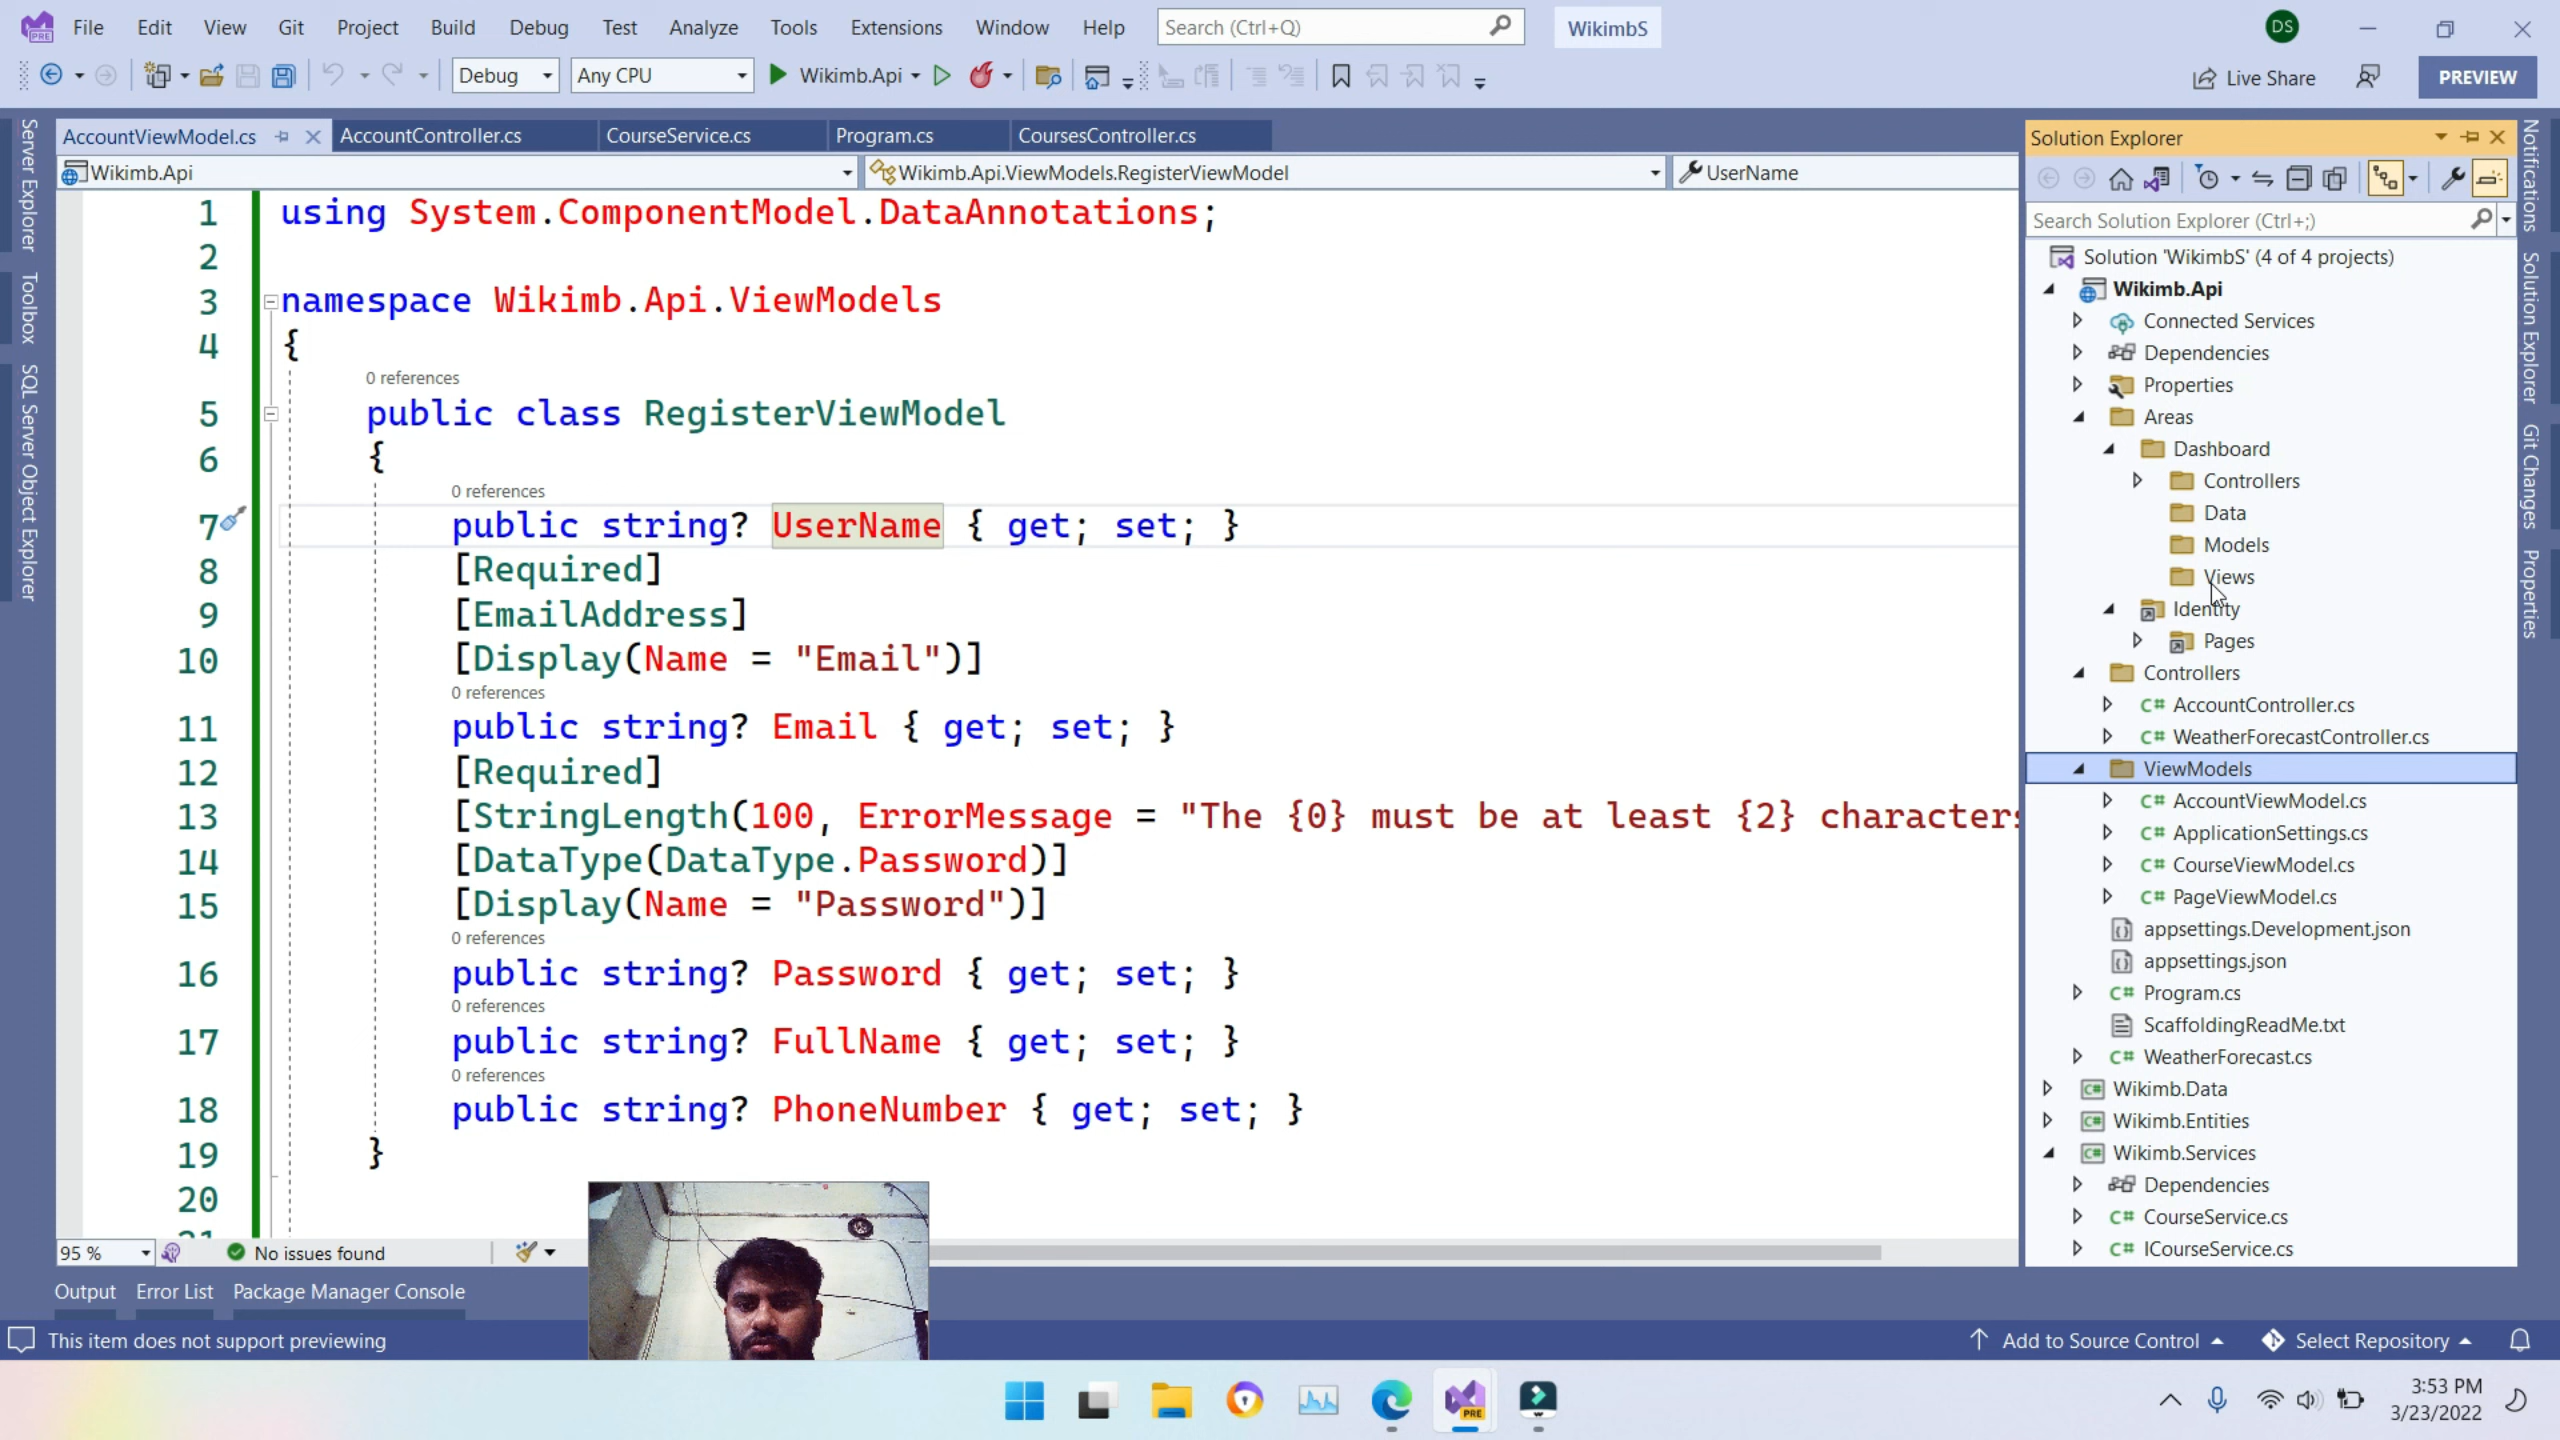 File Edit View Git Project Build Debug Test Analyze Tools Extensions Window Help Search (Ctrl+Q) WikimbS DS
Debug Any CPU Wikimb.Api Live Share PREVIEW
PRE
AccountViewModel.cs AccountController.cs CourseService.cs Program.cs CoursesController.cs
Wikimb.Api Wikimb.Api.ViewModels.RegisterViewModel UserName
Server Explorer
Toolbox
SQL Server Object Explorer
1 using System.ComponentModel.DataAnnotations;
2
3 namespace Wikimb.Api.ViewModels
4 {
0 references
5 public class RegisterViewModel
6 {
0 references
7 public string? UserName { get; set; }
8 [Required]
9 [EmailAddress]
10 [Display(Name = "Email")]
0 references
11 public string? Email { get; set; }
12 [Required]
13 [StringLength(100, ErrorMessage = "The {0} must be at least {2} characters
14 [DataType(DataType.Password)]
15 [Display(Name = "Password")]
0 references
16 public string? Password { get; set; }
0 references
17 public string? FullName { get; set; }
0 references
18 public string? PhoneNumber { get; set; }
19 }
20
21
95 % No issues found
Solution Explorer
Search Solution Explorer (Ctrl+;)
Solution 'WikimbS' (4 of 4 projects)
Wikimb.Api
Connected Services
Dependencies
Properties
Areas
Dashboard
Controllers
Data
Models
Views
Identity
Pages
Controllers
C# AccountController.cs
C# WeatherForecastController.cs
ViewModels
C# AccountViewModel.cs
C# ApplicationSettings.cs
C# CourseViewModel.cs
C# PageViewModel.cs
appsettings.Development.json
appsettings.json
C# Program.cs
ScaffoldingReadMe.txt
C# WeatherForecast.cs
C# Wikimb.Data
C# Wikimb.Entities
C# Wikimb.Services
Dependencies
C# CourseService.cs
C# ICourseService.cs
Notifications
Solution Explorer
Git Changes
Properties
Output Error List Package Manager Console
This item does not support previewing Add to Source Control Select Repository
PRE
3:53 PM
3/23/2022